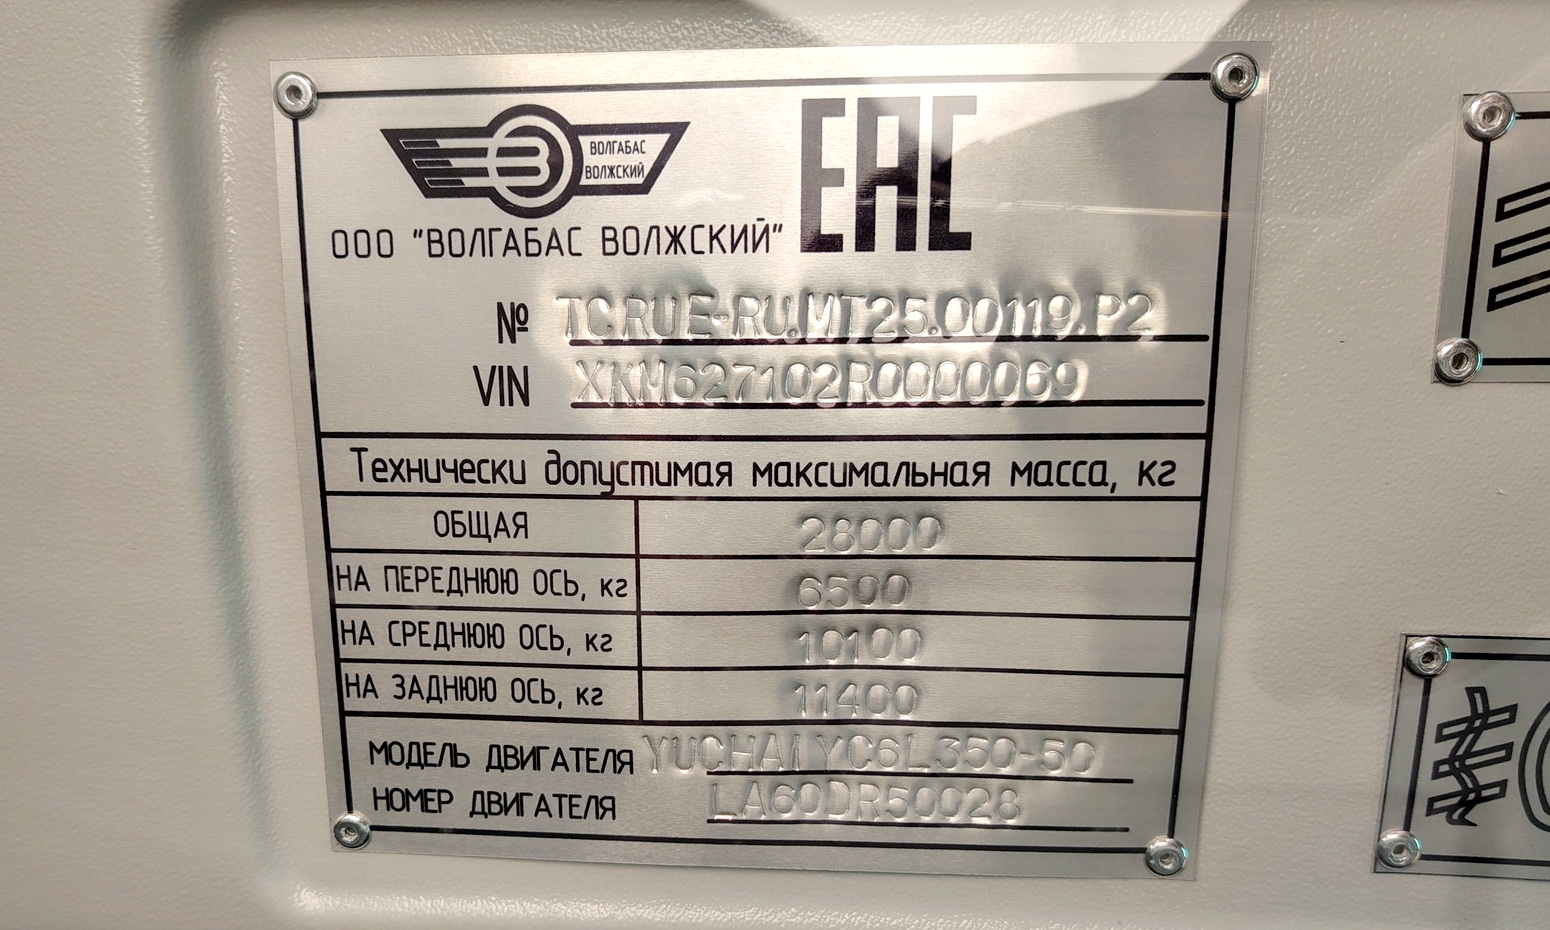 ВОЛГАБАС
ВОЛЖСКИЙ
ЕАС
ООО "ВОЛГАБАС ВОЛЖСКИЙ"
№ TC RU E-RU.MT25.00119.P2
VIN XKM627102R0000069
Технически допустимая максимальная масса, кг
ОБЩАЯ 28000
НА ПЕРЕДНЮЮ ОСЬ, кг 6500
НА СРЕДНЮЮ ОСЬ, кг 10100
НА ЗАДНЮЮ ОСЬ, кг 11400
МОДЕЛЬ ДВИГАТЕЛЯ YUCHAI YC6L350-50
НОМЕР ДВИГАТЕЛЯ LA60DR50028